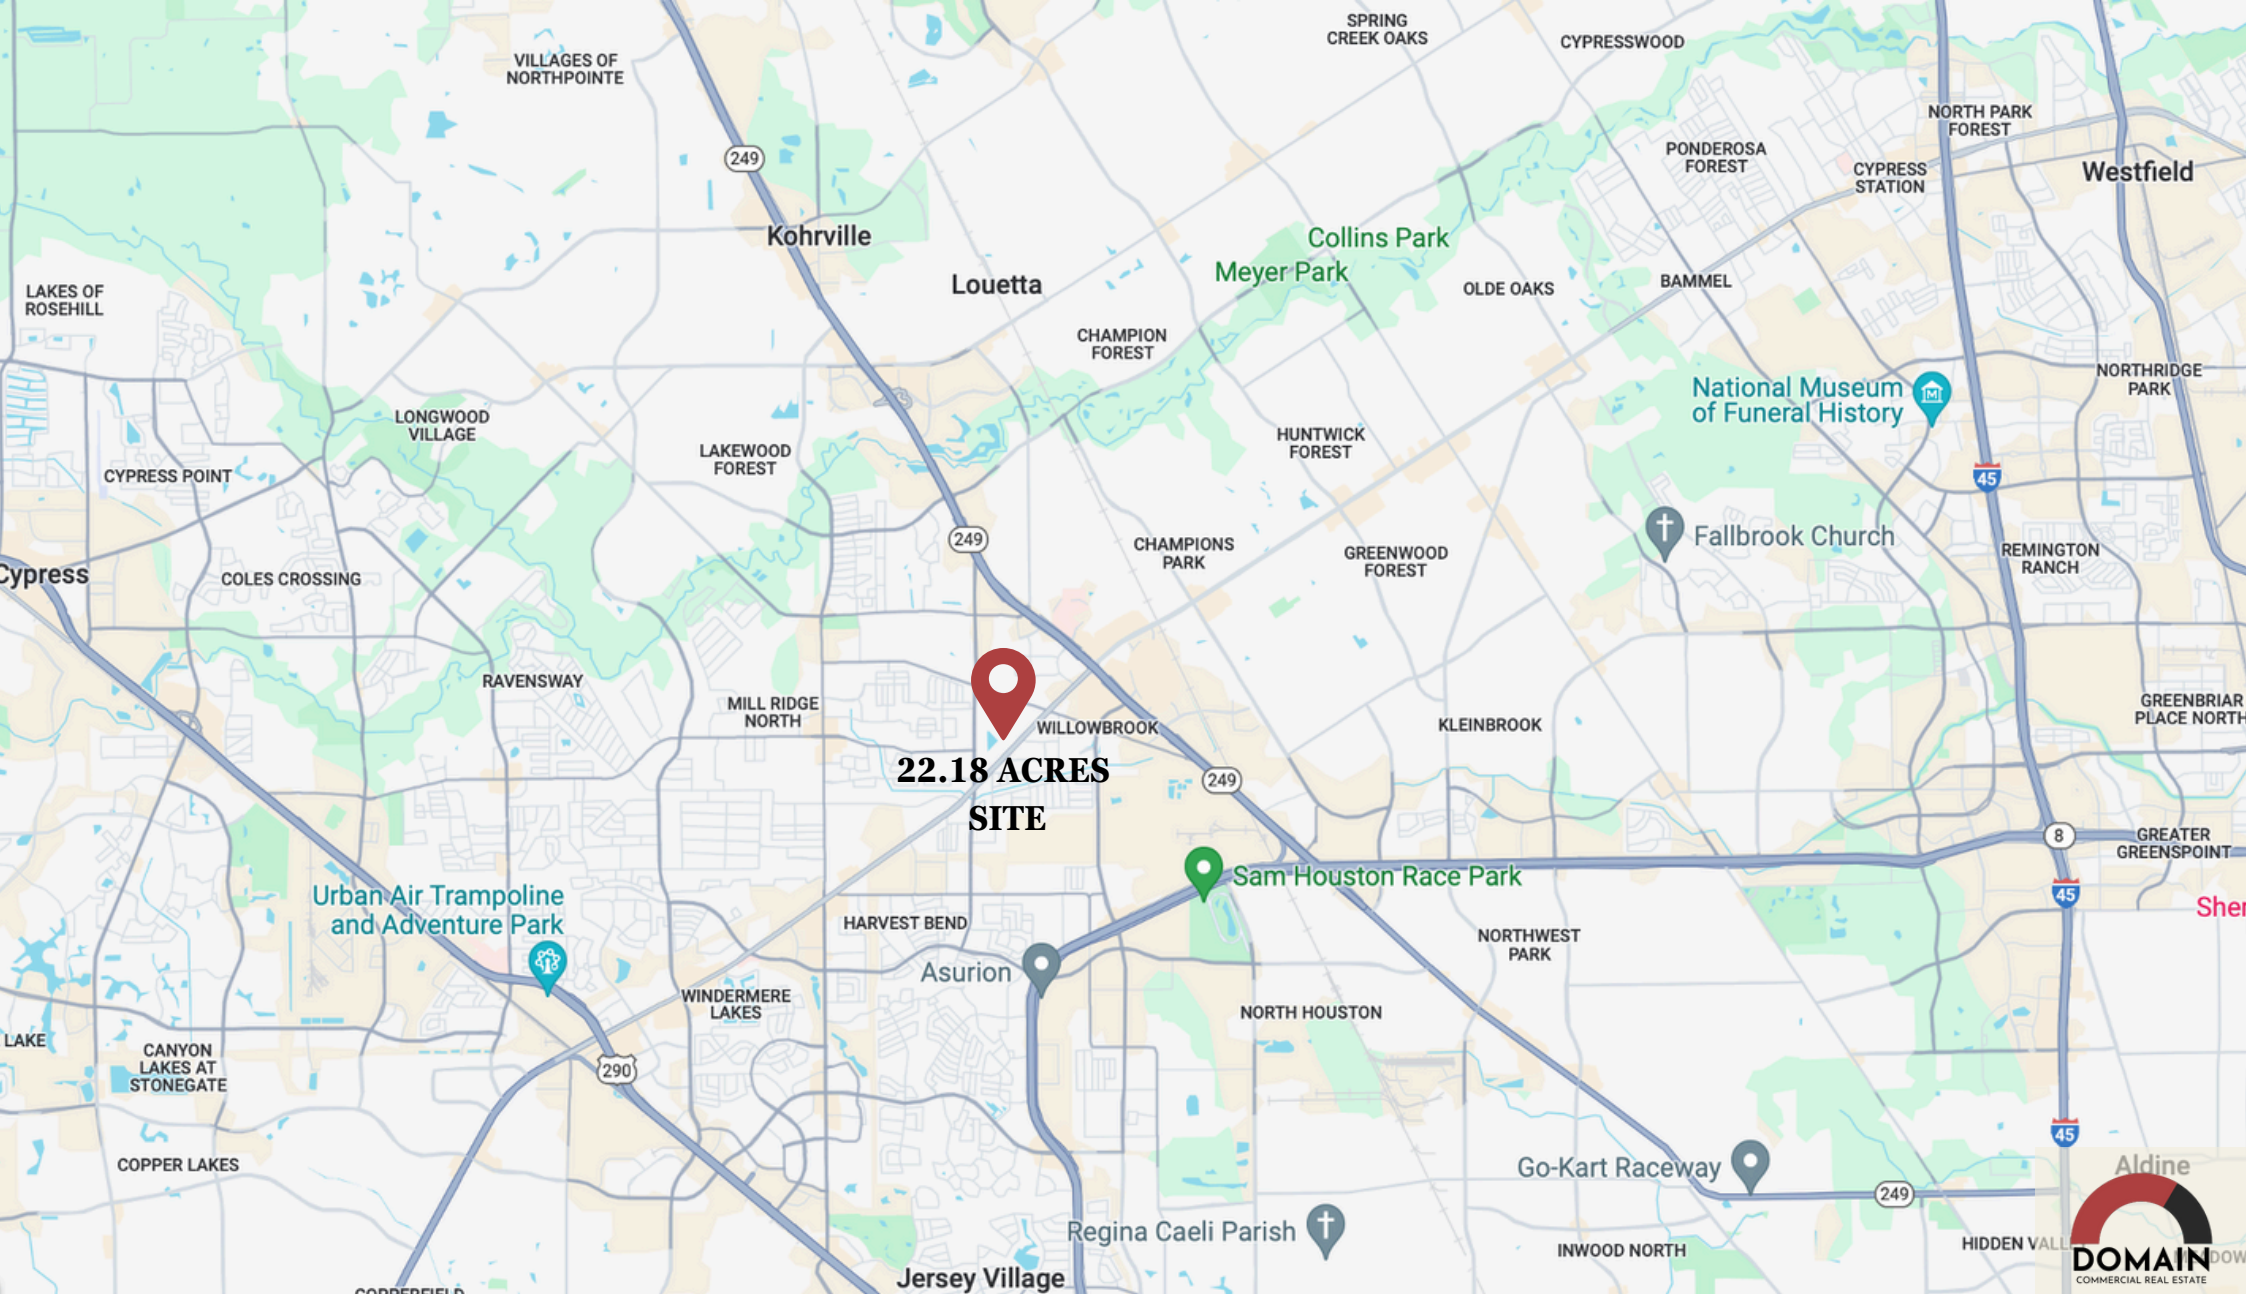 SPRING
CREEK OAKS
CYPRESSWOOD
VILLAGES OF
NORTHPOINTE
NORTH PARK
FOREST
PONDEROSA
FOREST
249
CYPRESS
STATION
Westfield
Kohrville
Collins Park
Meyer Park
Louetta
OLDE OAKS
BAMMEL
LAKES OF
ROSEHILL
CHAMPION
FOREST
NORTHRIDGE
PARK
National Museum
of Funeral History
M
LONGWOOD
VILLAGE
HUNTWICK
FOREST
LAKEWOOD
FOREST
CYPRESS POINT
45
249
Fallbrook Church
CHAMPIONS
PARK
GREENWOOD
FOREST
REMINGTON
RANCH
Cypress
COLES CROSSING
RAVENSWAY
MILL RIDGE
NORTH
WILLOWBROOK
KLEINBROOK
GREENBRIAR
PLACE NORTH
22.18 ACRES
SITE
249
8
GREATER
GREENSPOINT
Sam Houston Race Park
45
Urban Air Trampoline
and Adventure Park
Sher
HARVEST BEND
NORTHWEST
PARK
Asurion
WINDERMERE
LAKES
NORTH HOUSTON
LAKE
CANYON
LAKES AT
STONEGATE
290
45
COPPER LAKES
Go-Kart Raceway
Aldine
249
Regina Caeli Parish
INWOOD NORTH
HIDDEN VALL
Jersey Village
DOMAIN
COMMERCIAL REAL ESTATE